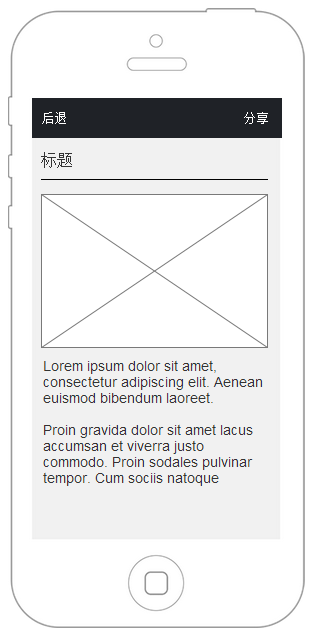 后退 分享
标题
Lorem ipsum dolor sit amet,
consectetur adipiscing elit. Aenean
euismod bibendum laoreet.
Proin gravida dolor sit amet lacus
accumsan et viverra justo
commodo. Proin sodales pulvinar
tempor. Cum sociis natoque